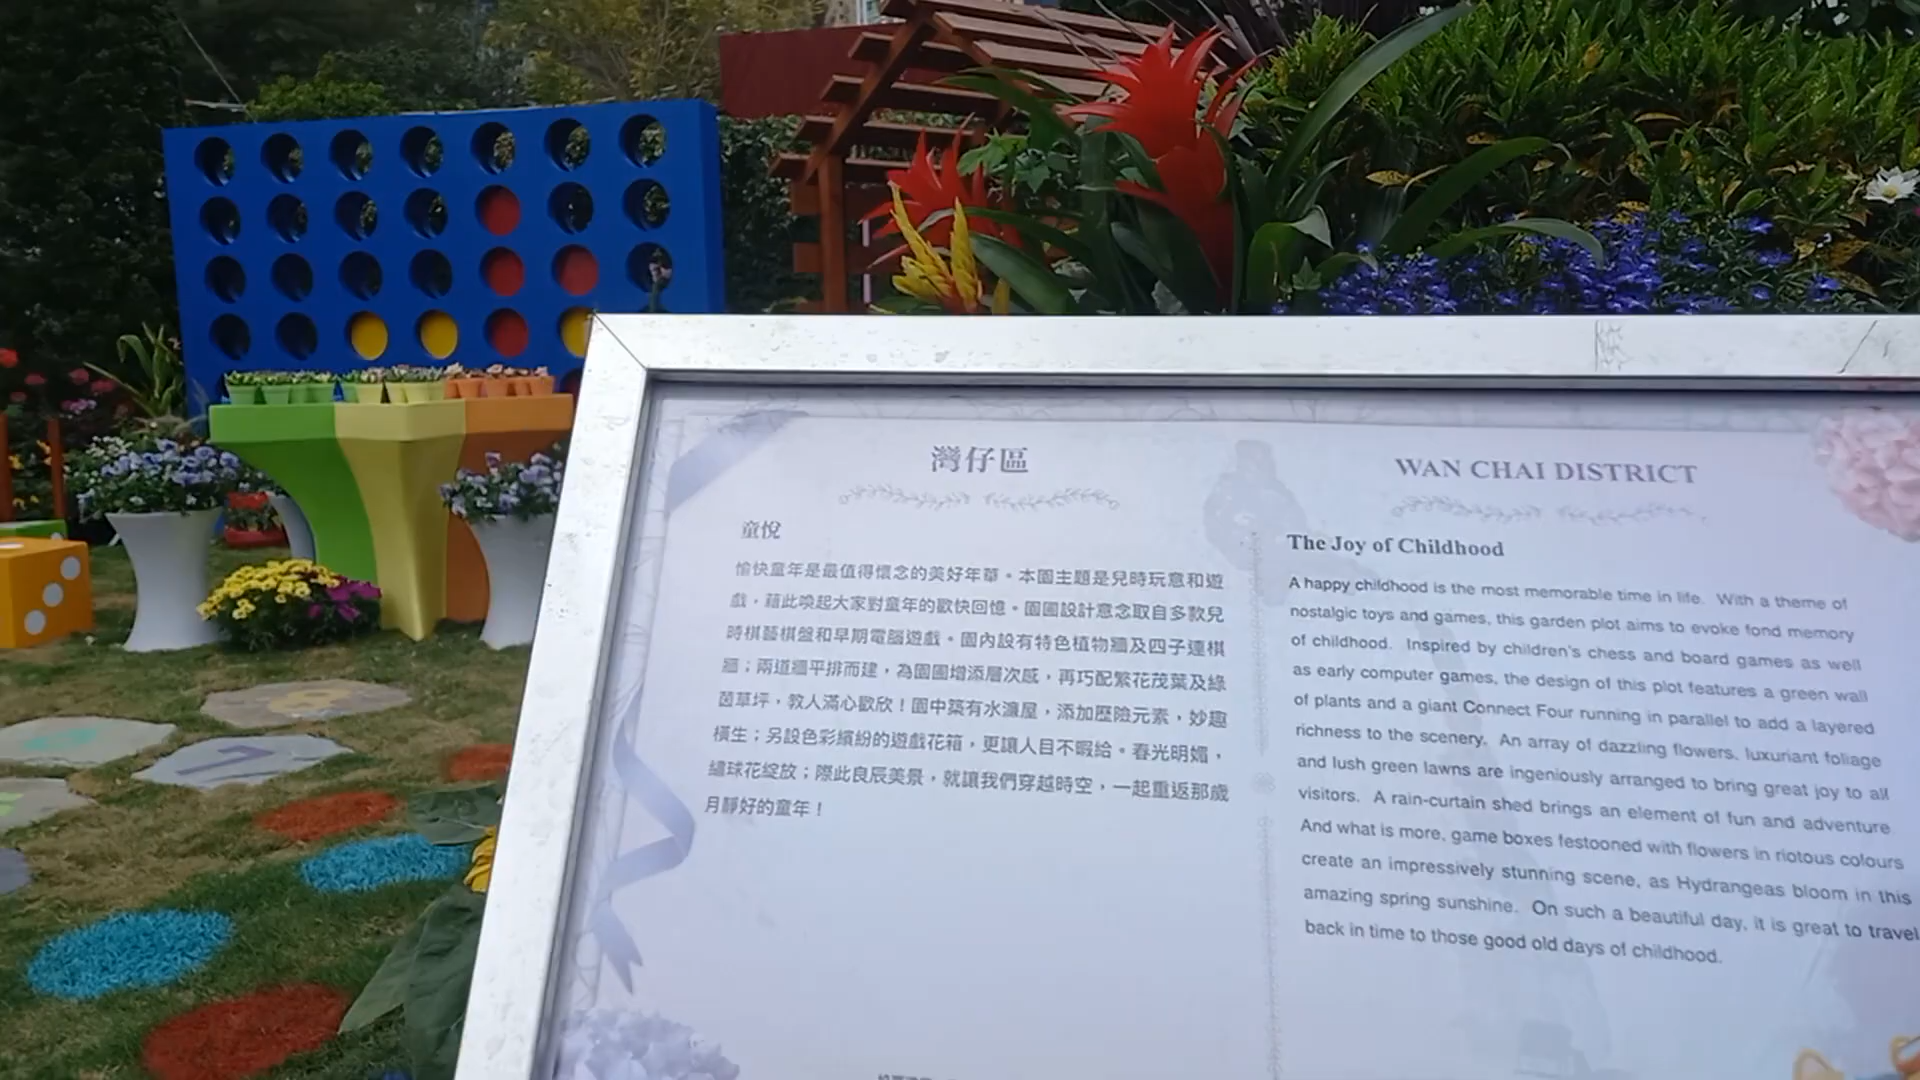 灣仔區
童悅
愉快童年是最值得懷念的美好年華。本園主題是兒時玩意和遊
戲，藉此喚起大家對童年的歡快回憶。園圃設計意念取自多款兒
時棋藝棋盤和早期電腦遊戲。園內設有特色植物牆及四子連棋
牆；兩道牆平排而建，為園圃增添層次感，再巧配繁花茂葉及綠
茵草坪，教人滿心歡欣！園中築有水濂屋，添加歷險元素，妙趣
橫生；另設色彩繽紛的遊戲花箱，更讓人目不暇給。春光明媚，
繡球花綻放；際此良辰美景，就讓我們穿越時空，一起重返那歲
月靜好的童年！
WAN CHAI DISTRICT
The Joy of Childhood
A happy childhood is the most memorable time in life. With a theme of
nostalgic toys and games, this garden plot aims to evoke fond memory
of childhood. Inspired by children's chess and board games as well
as early computer games, the design of this plot features a green wall
of plants and a giant Connect Four running in parallel to add a layered
richness to the scenery. An array of dazzling flowers, luxuriant foliage
and lush green lawns are ingeniously arranged to bring great joy to all
visitors. A rain-curtain shed brings an element of fun and adventure.
And what is more, game boxes festooned with flowers in riotous colours
create an impressively stunning scene, as Hydrangeas bloom in this
amazing spring sunshine. On such a beautiful day, it is great to travel
back in time to those good old days of childhood.